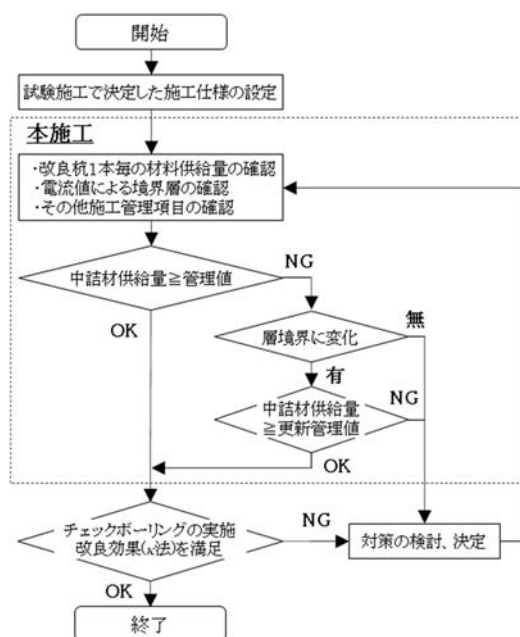 開始
試験施工で決定した施工仕様の設定
本施工
・改良杭1本毎の材料供給量の確認
・電流値による境界層の確認
・その他施工管理項目の確認
中詰材供給量≧管理値
NG
OK
層境界に変化
無
有
中詰材供給量
≧更新管理値
NG
OK
チェックボーリングの実施
改良効果(κ法)を満足
NG
対策の検討、決定
OK
終了